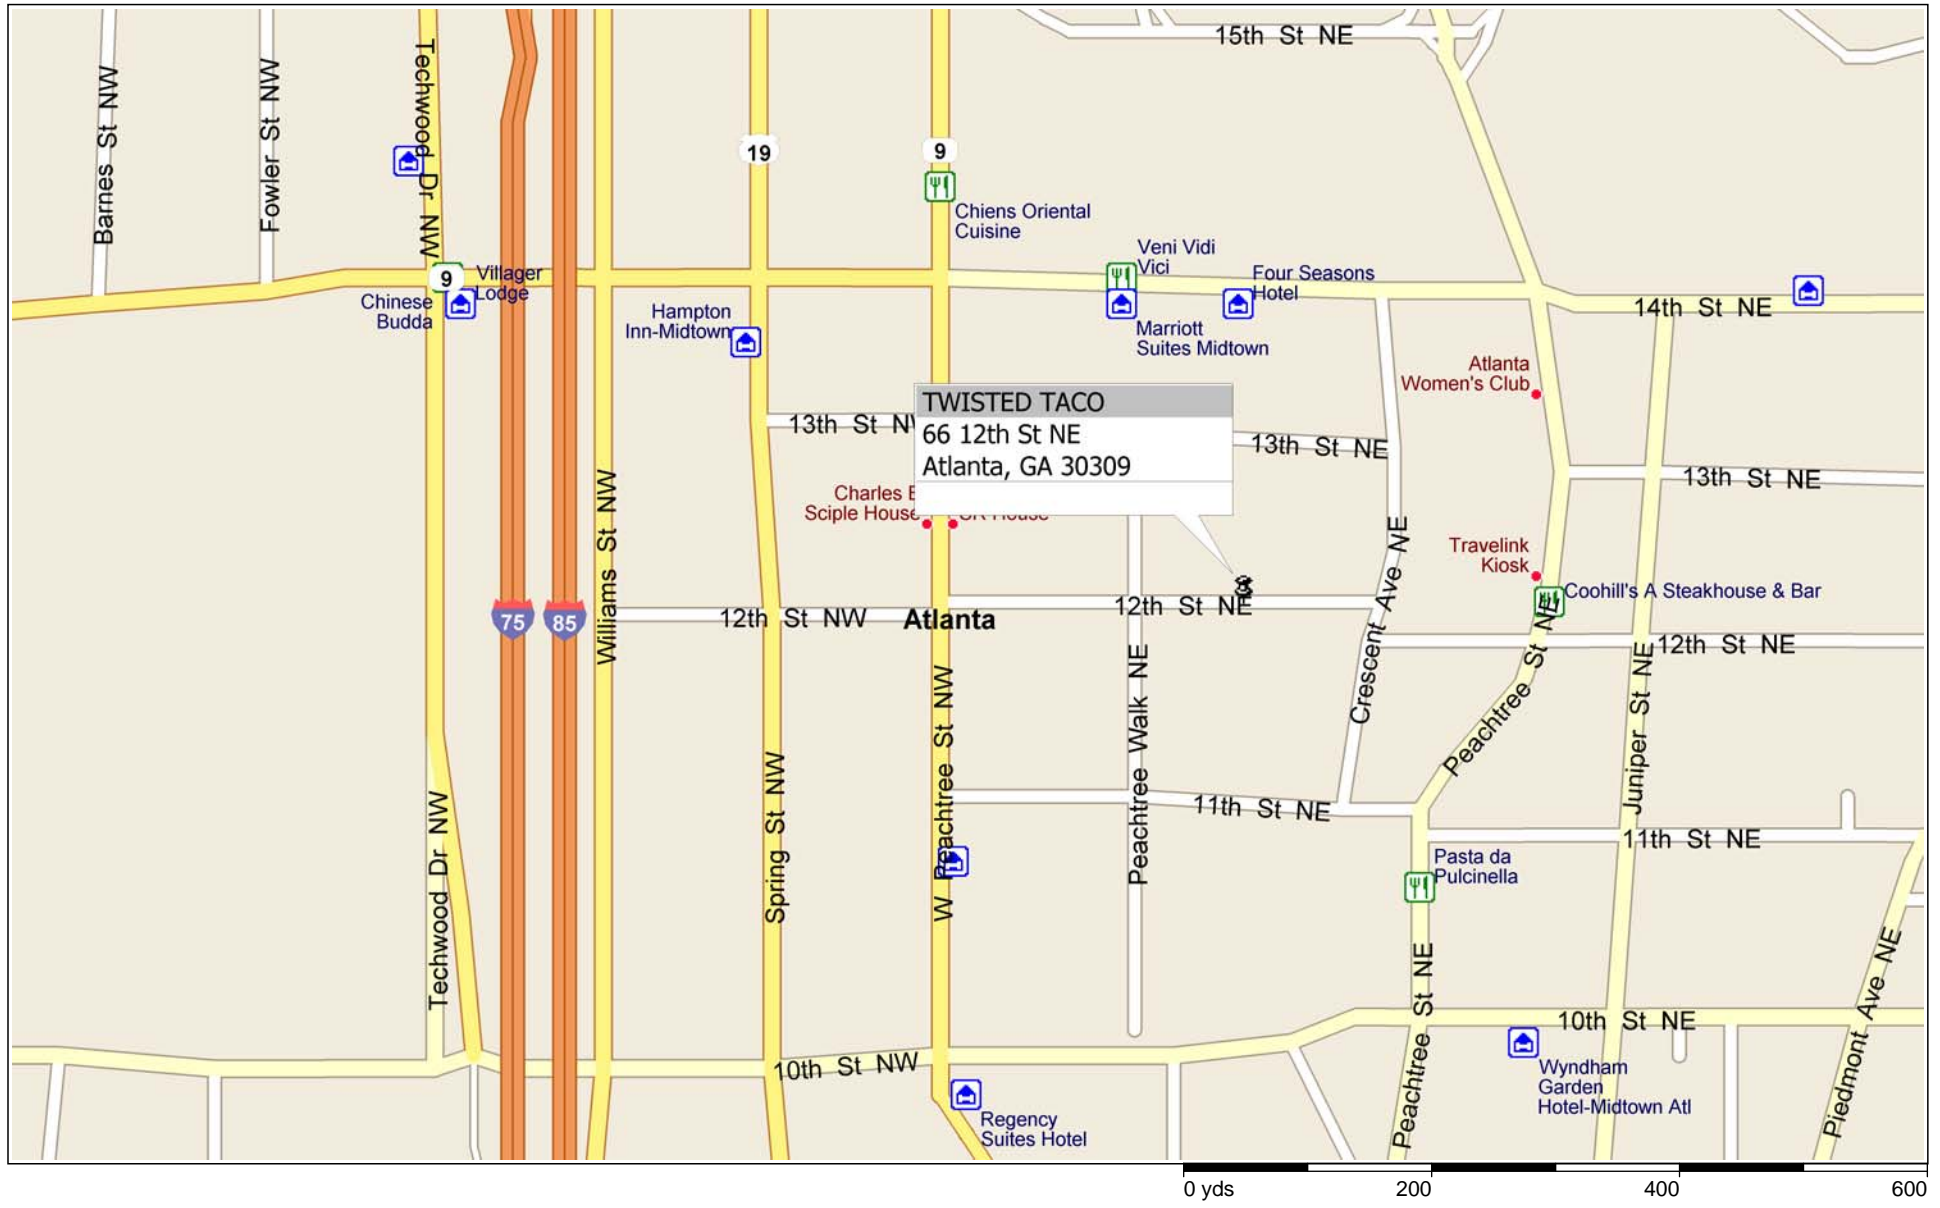 15th St NE
Barnes St NW
Fowler St NW
Techwood Dr NW
19
9
Chiens Oriental
Cuisine
Veni Vidi
Vici
Four Seasons
Hotel
9
Villager
Lodge
Chinese
Budda
Hampton
Inn-Midtown
Marriott
Suites Midtown
14th St NE
Atlanta
Women's Club
TWISTED TACO
66 12th St NE
Atlanta, GA 30309
13th St
13th St NE
13th St NE
Charles
Sciple House
House
Williams St NW
Crescent Ave NE
Travelink
Kiosk
Coohill's A Steakhouse & Bar
75
85
12th St NW
Atlanta
12th St NE
12th St NE
Peachtree St NE
Juniper St NE
Peachtree Walk NE
W Peachtree St NW
Spring St NW
Techwood Dr NW
11th St NE
11th St NE
Pasta da
Pulcinella
Peachtree St NE
Piedmont Ave NE
10th St NE
10th St NW
Wyndham
Garden
Hotel-Midtown Atl
Regency
Suites Hotel
0 yds
200
400
600